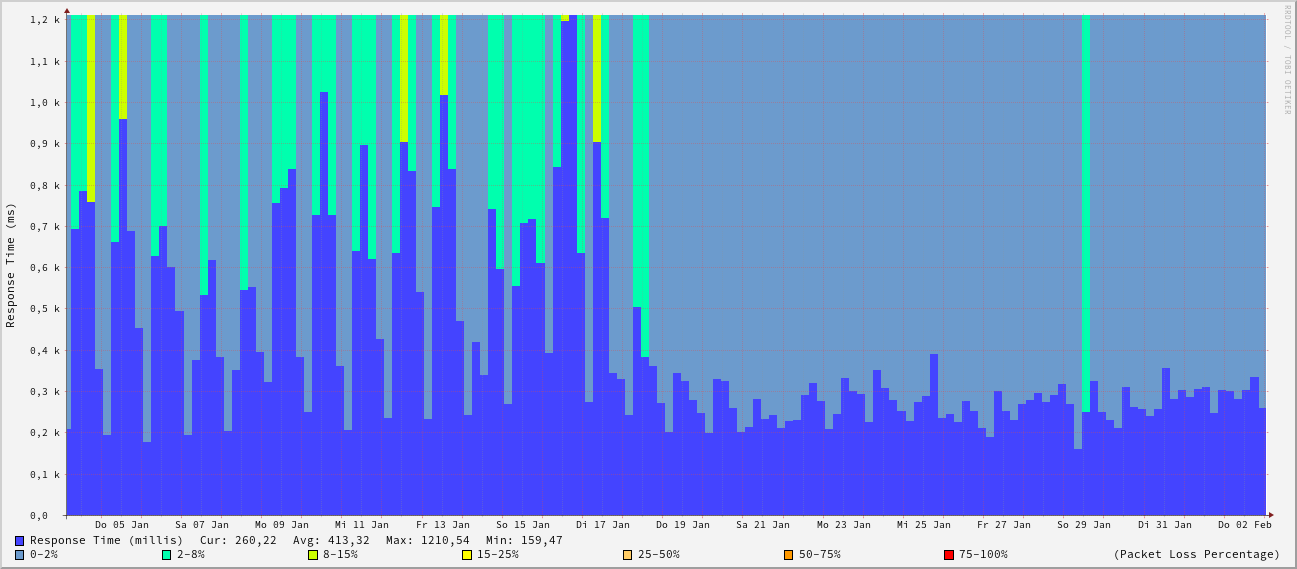 RRDTOOL / TOBI OETIKER
Response Time (ms)
1,2 k
1,1 k
1,0 k
0,9 k
0,8 k
0,7 k
0,6 k
0,5 k
0,4 k
0,3 k
0,2 k
0,1 k
0,0
Do 05 Jan Sa 07 Jan Mo 09 Jan Mi 11 Jan Fr 13 Jan So 15 Jan Di 17 Jan Do 19 Jan Sa 21 Jan Mo 23 Jan Mi 25 Jan Fr 27 Jan So 29 Jan Di 31 Jan Do 02 Feb
Response Time (millis) Cur: 260,22 Avg: 413,32 Max: 1210,54 Min: 159,47
0-2% 2-8% 8-15% 15-25% 25-50% 50-75% 75-100% (Packet Loss Percentage)